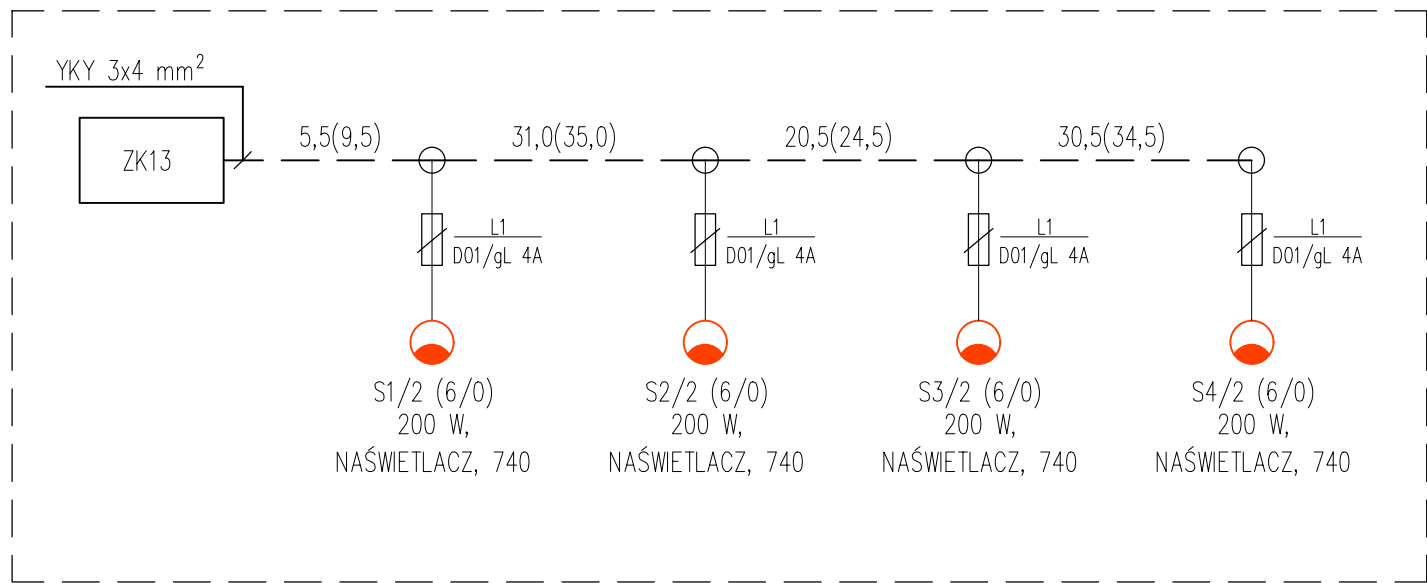 YKY 3x4 mm²
ZK13
5,5(9,5)
31,0(35,0)
20,5(24,5)
30,5(34,5)
L1
D01/gL 4A
L1
D01/gL 4A
L1
D01/gL 4A
L1
D01/gL 4A
S1/2 (6/0)
200 W,
NAŚWIETLACZ, 740
S2/2 (6/0)
200 W,
NAŚWIETLACZ, 740
S3/2 (6/0)
200 W,
NAŚWIETLACZ, 740
S4/2 (6/0)
200 W,
NAŚWIETLACZ, 740